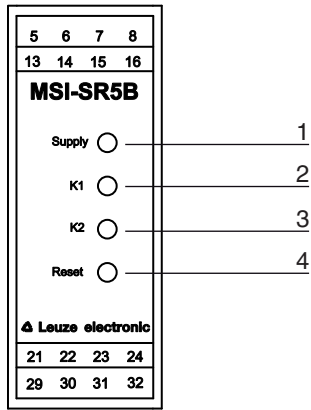 5 6 7 8
13 14 15 16
MSI-SR5B
Supply 1
K1 2
K2 3
Reset 4
Leuze electronic
21 22 23 24
29 30 31 32